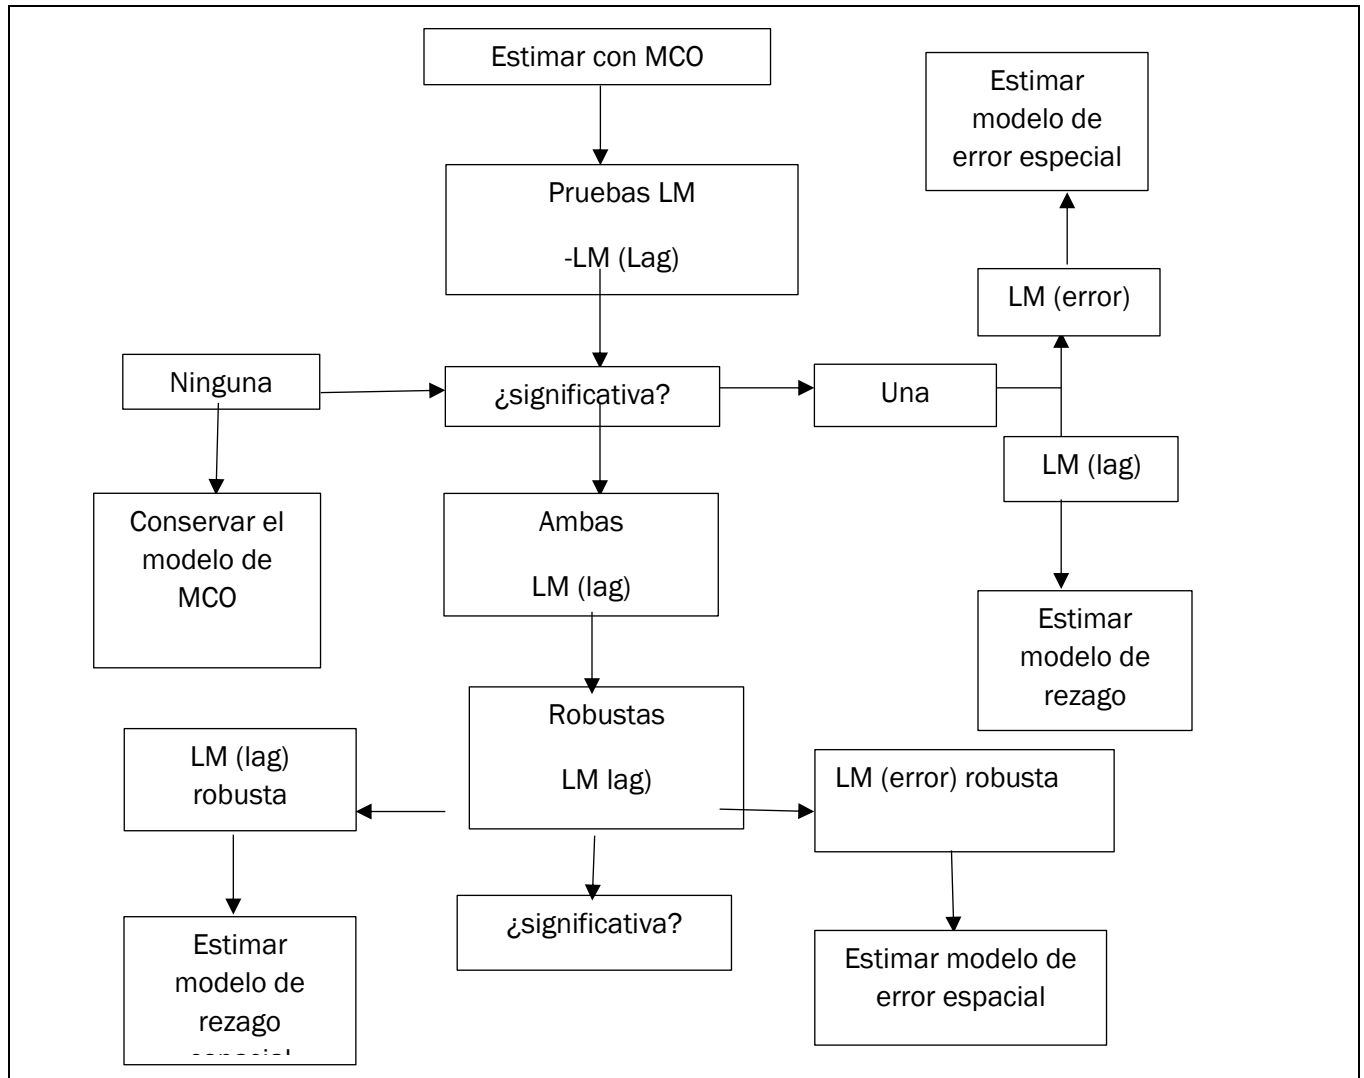 Estimar con MCO
Estimar
modelo de
error especial
Pruebas LM
-LM (Lag)
LM (error)
Ninguna
¿significativa?
Una
LM (lag)
Conservar el
modelo de
MCO
Ambas
LM (lag)
Estimar
modelo de
rezago
Robustas
LM lag)
LM (lag)
robusta
LM (error) robusta
¿significativa?
Estimar
modelo de
rezago
Estimar modelo de
error espacial